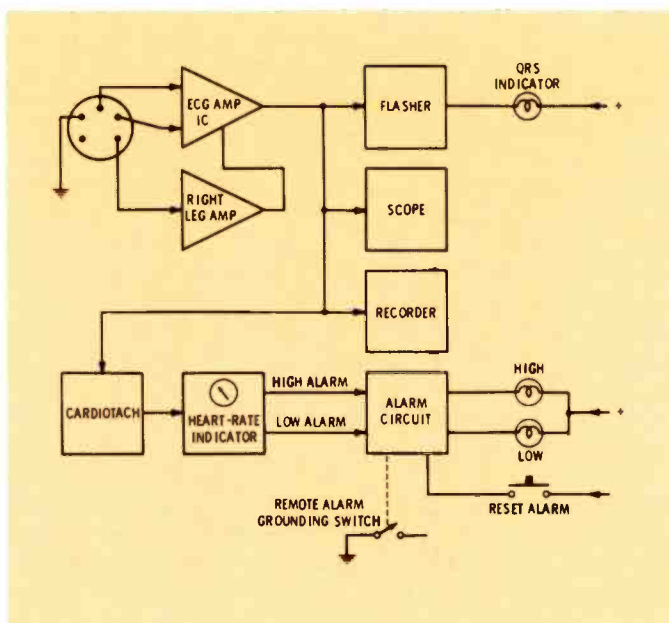 ECG AMP
IC
RIGHT
LEG AMP
FLASHER
QRS
INDICATOR
+
SCOPE
RECORDER
CARDIOTACH
HEART-RATE
INDICATOR
HIGH ALARM
LOW ALARM
ALARM
CIRCUIT
HIGH
LOW
+
RESET ALARM
REMOTE ALARM
GROUNDING SWITCH